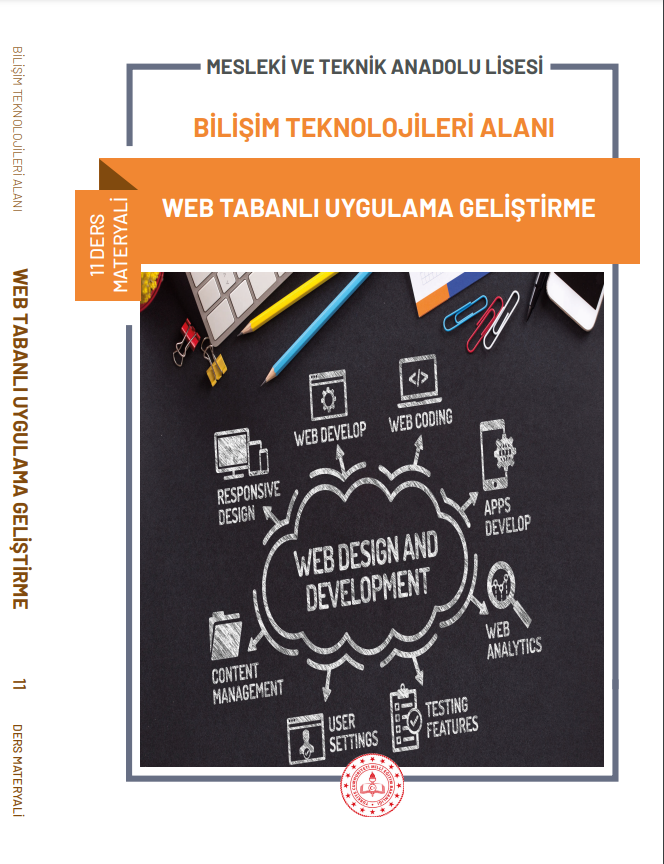 BİLİŞİM TEKNOLOJİLERİ ALANI
WEB TABANLI UYGULAMA GELİŞTİRME
11
DERS MATERYALİ
MESLEKİ VE TEKNİK ANADOLU LİSESİ
BİLİŞİM TEKNOLOJİLERİ ALANI
11 DERS
MATERYALİ
WEB TABANLI UYGULAMA GELİŞTİRME
</>
WEB DEVELOP
WEB CODING
RESPONSIVE
DESIGN
APPS
DEVELOP
WEB DESIGN AND
DEVELOPMENT
WEB
ANALYTICS
CONTENT
MANAGEMENT
USER
SETTINGS
TESTING
FEATURES